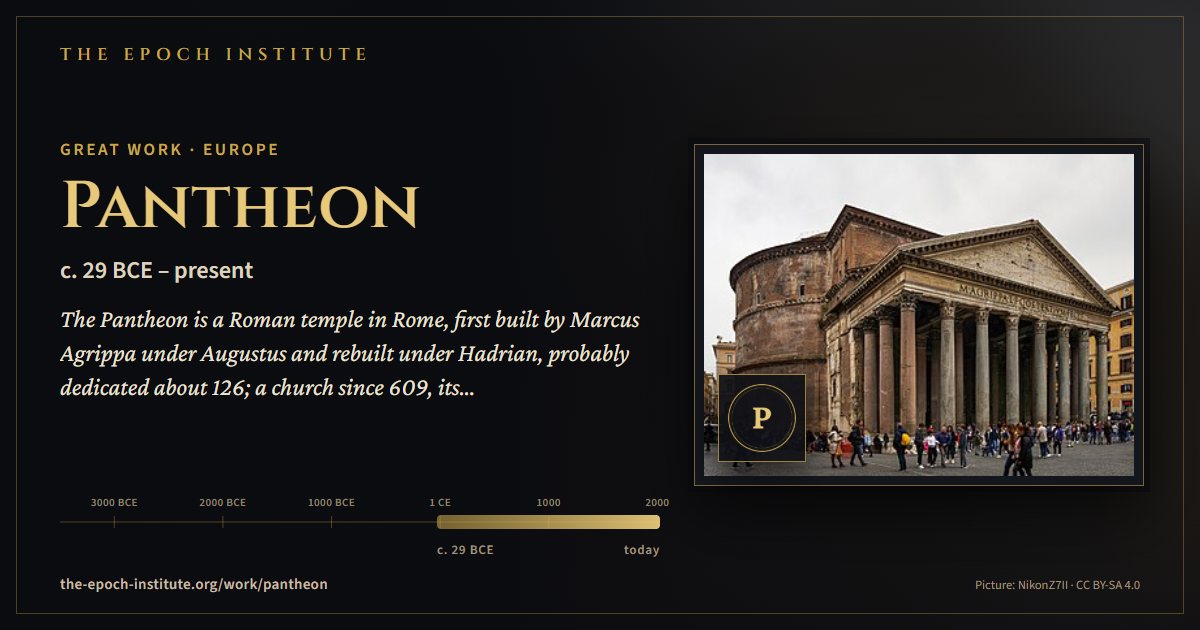 THE EPOCH INSTITUTE
GREAT WORK · EUROPE
PANTHEON
c. 29 BCE – present
The Pantheon is a Roman temple in Rome, first built by Marcus
Agrippa under Augustus and rebuilt under Hadrian, probably
dedicated about 126; a church since 609, its...
P
3000 BCE 2000 BCE 1000 BCE 1 CE 1000 2000
c. 29 BCE today
the-epoch-institute.org/work/pantheon
Picture: NikonZ7II · CC BY-SA 4.0